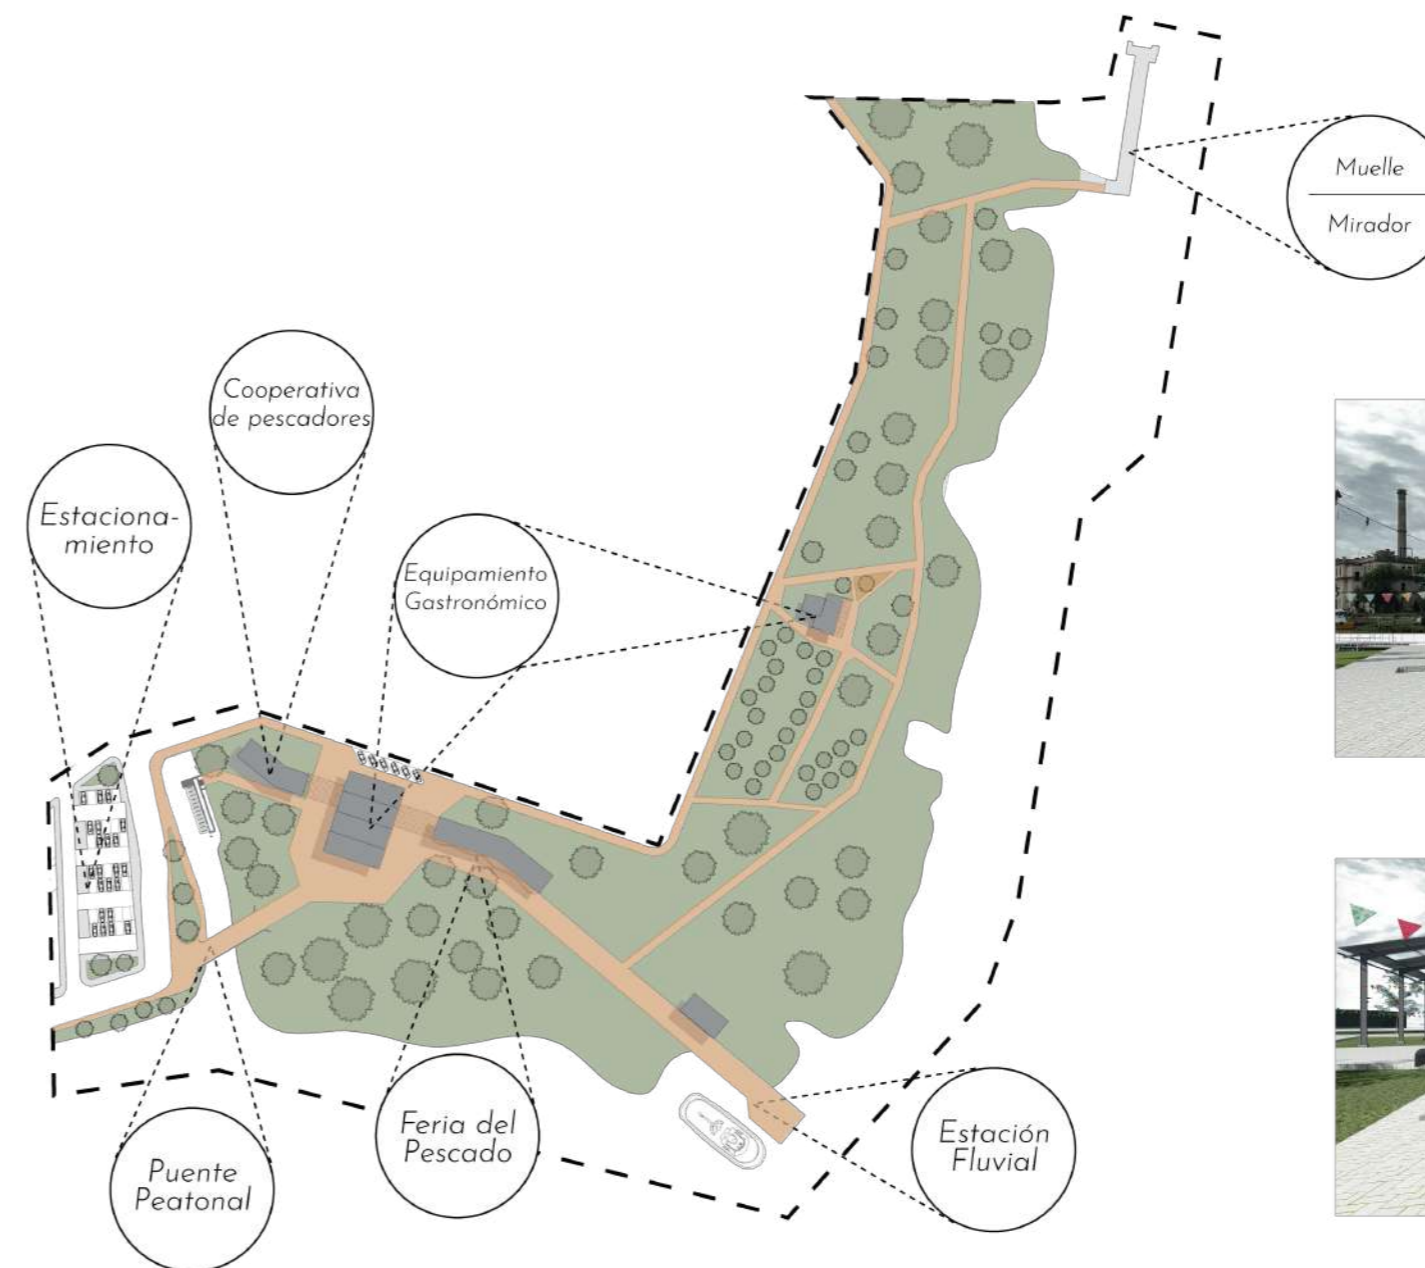 Muelle
Mirador
Cooperativa
de pescadores
Estaciona-
miento
Equipamiento
Gastronómico
Feria del
Pescado
Estación
Fluvial
Puente
Peatonal